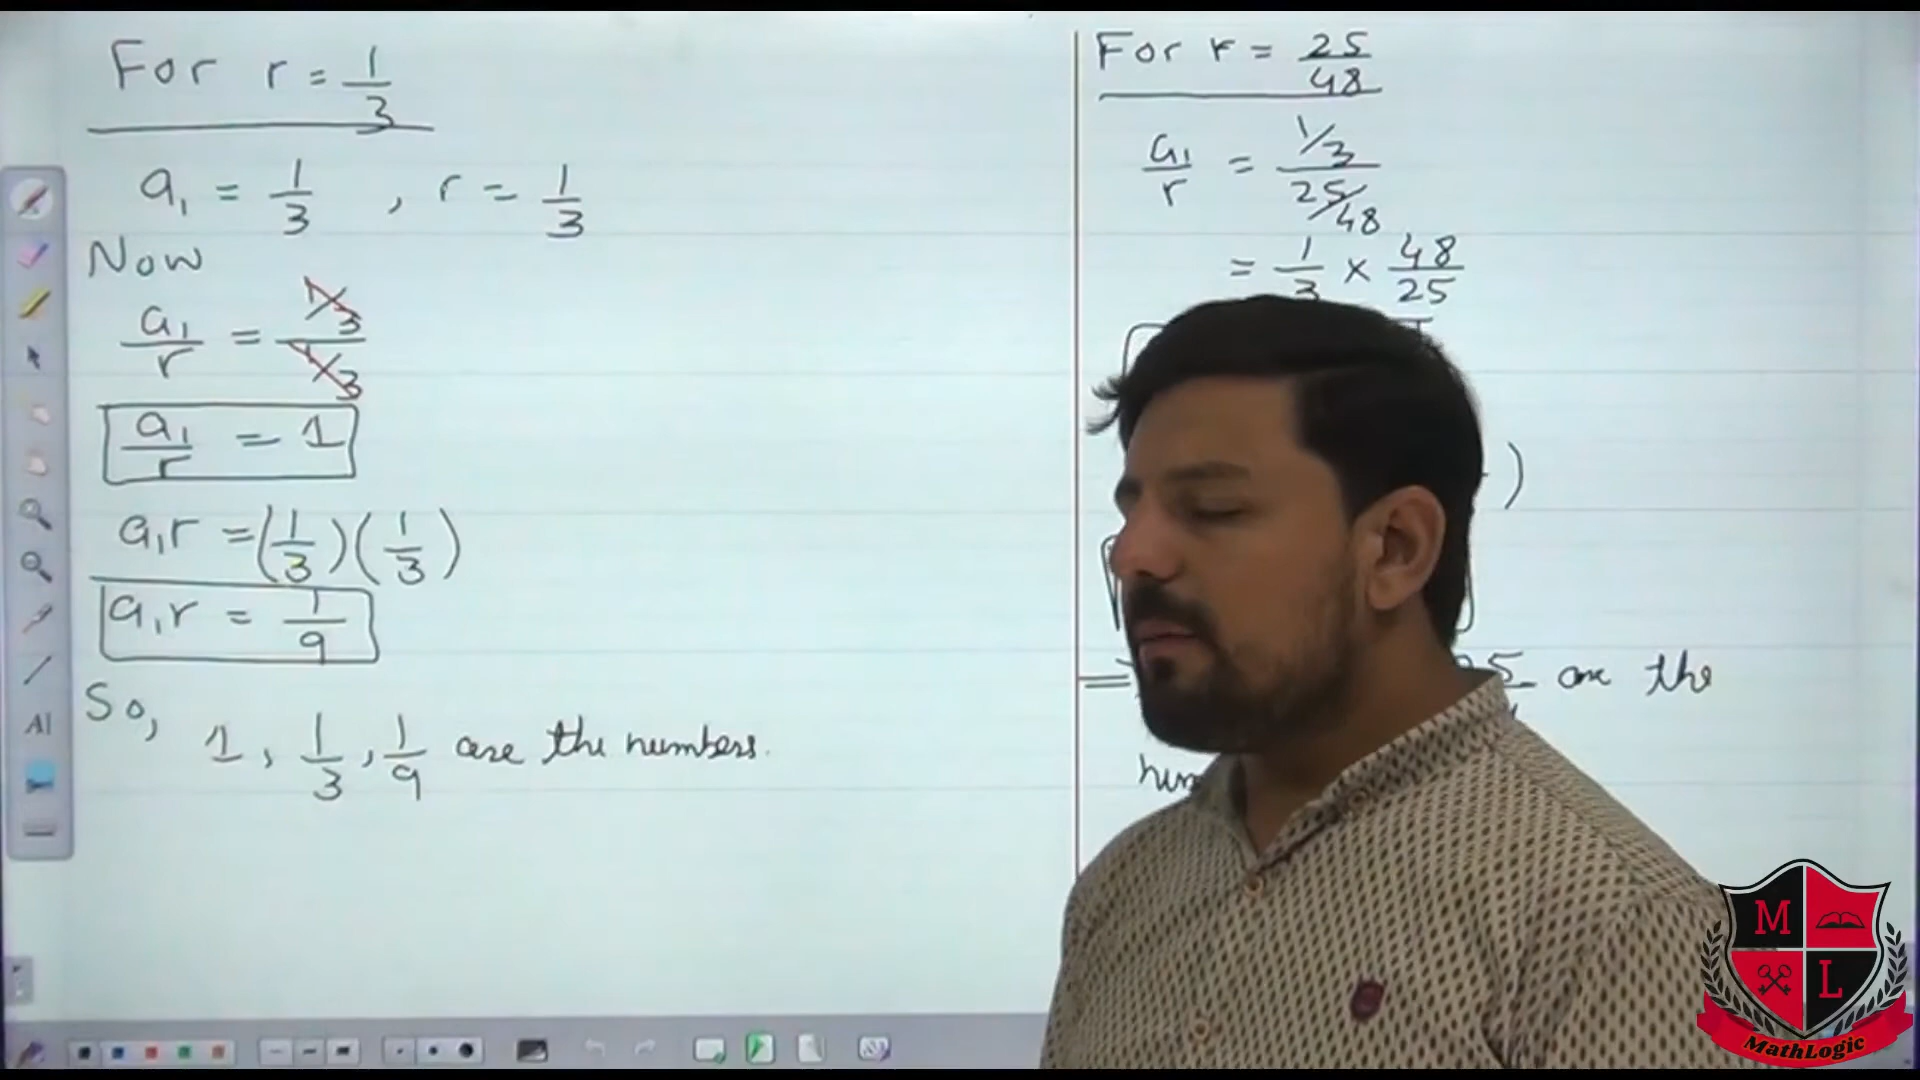 For r = 1/3
a₁ = 1/3 , r = 1/3
Now
a₁/r = (1/3)/(1/3)
a₁/r = 1
a₁r = (1/3)(1/3)
a₁r = 1/9
So,
1, 1/3, 1/9 are the numbers.
For r = 25/48
a₁/r = (1/3)/(25/48)
= 1/3 × 48/25
)
are the
AI
M L
MathLogic